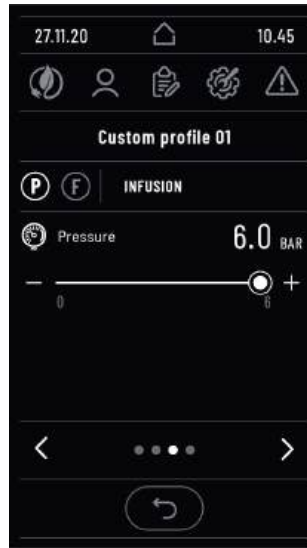 27.11.20 10.45
Custom profile 01
P F INFUSION
Pressure 6.0 BAR
− +
0 6